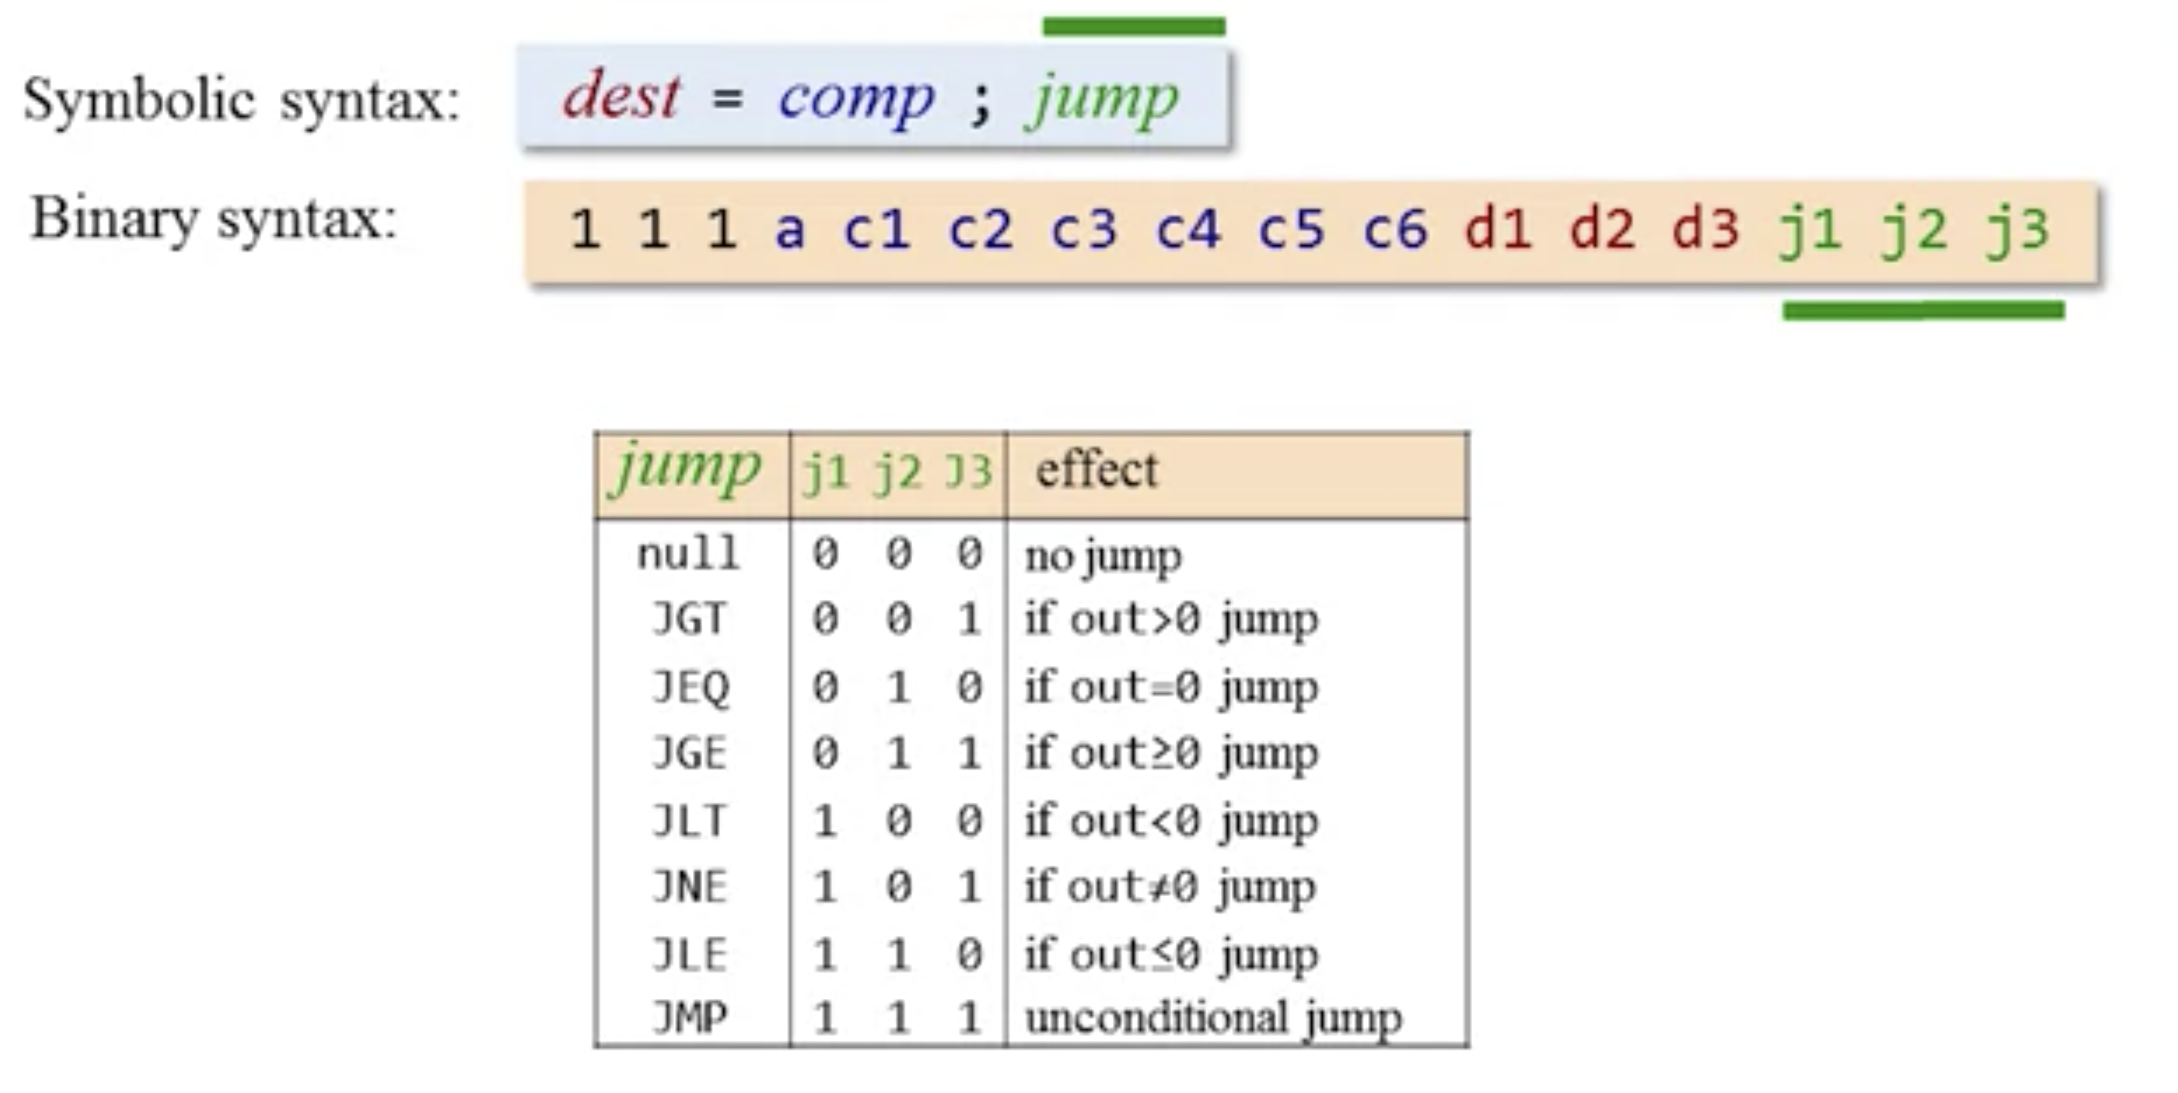 Symbolic syntax: dest = comp ; jump
Binary syntax: 1 1 1 a c1 c2 c3 c4 c5 c6 d1 d2 d3 j1 j2 j3
jump j1 j2 J3 effect
null 0 0 0 no jump
JGT 0 0 1 if out>0 jump
JEQ 0 1 0 if out=0 jump
JGE 0 1 1 if out≥0 jump
JLT 1 0 0 if out<0 jump
JNE 1 0 1 if out≠0 jump
JLE 1 1 0 if out≤0 jump
JMP 1 1 1 unconditional jump